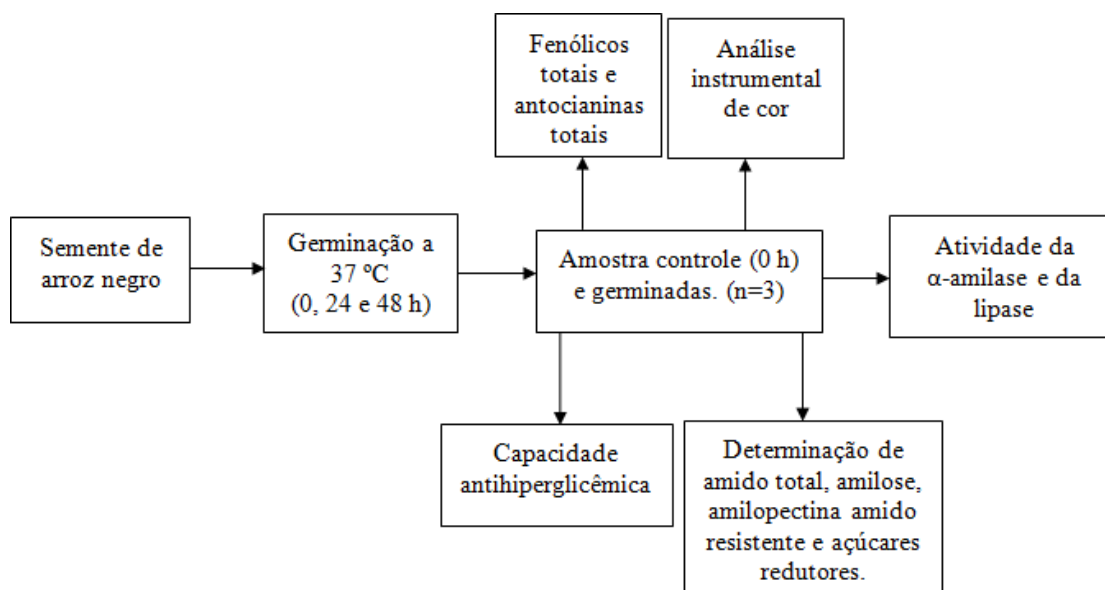 Fenólicos
totais e
antocianinas
totais
Análise
instrumental
de cor
Semente de
arroz negro
Germinação a
37 ºC
(0, 24 e 48 h)
Amostra controle (0 h)
e germinadas. (n=3)
Atividade da
α-amilase e da
lipase
Capacidade
antihiperglicêmica
Determinação de
amido total, amilose,
amilopectina amido
resistente e açúcares
redutores.